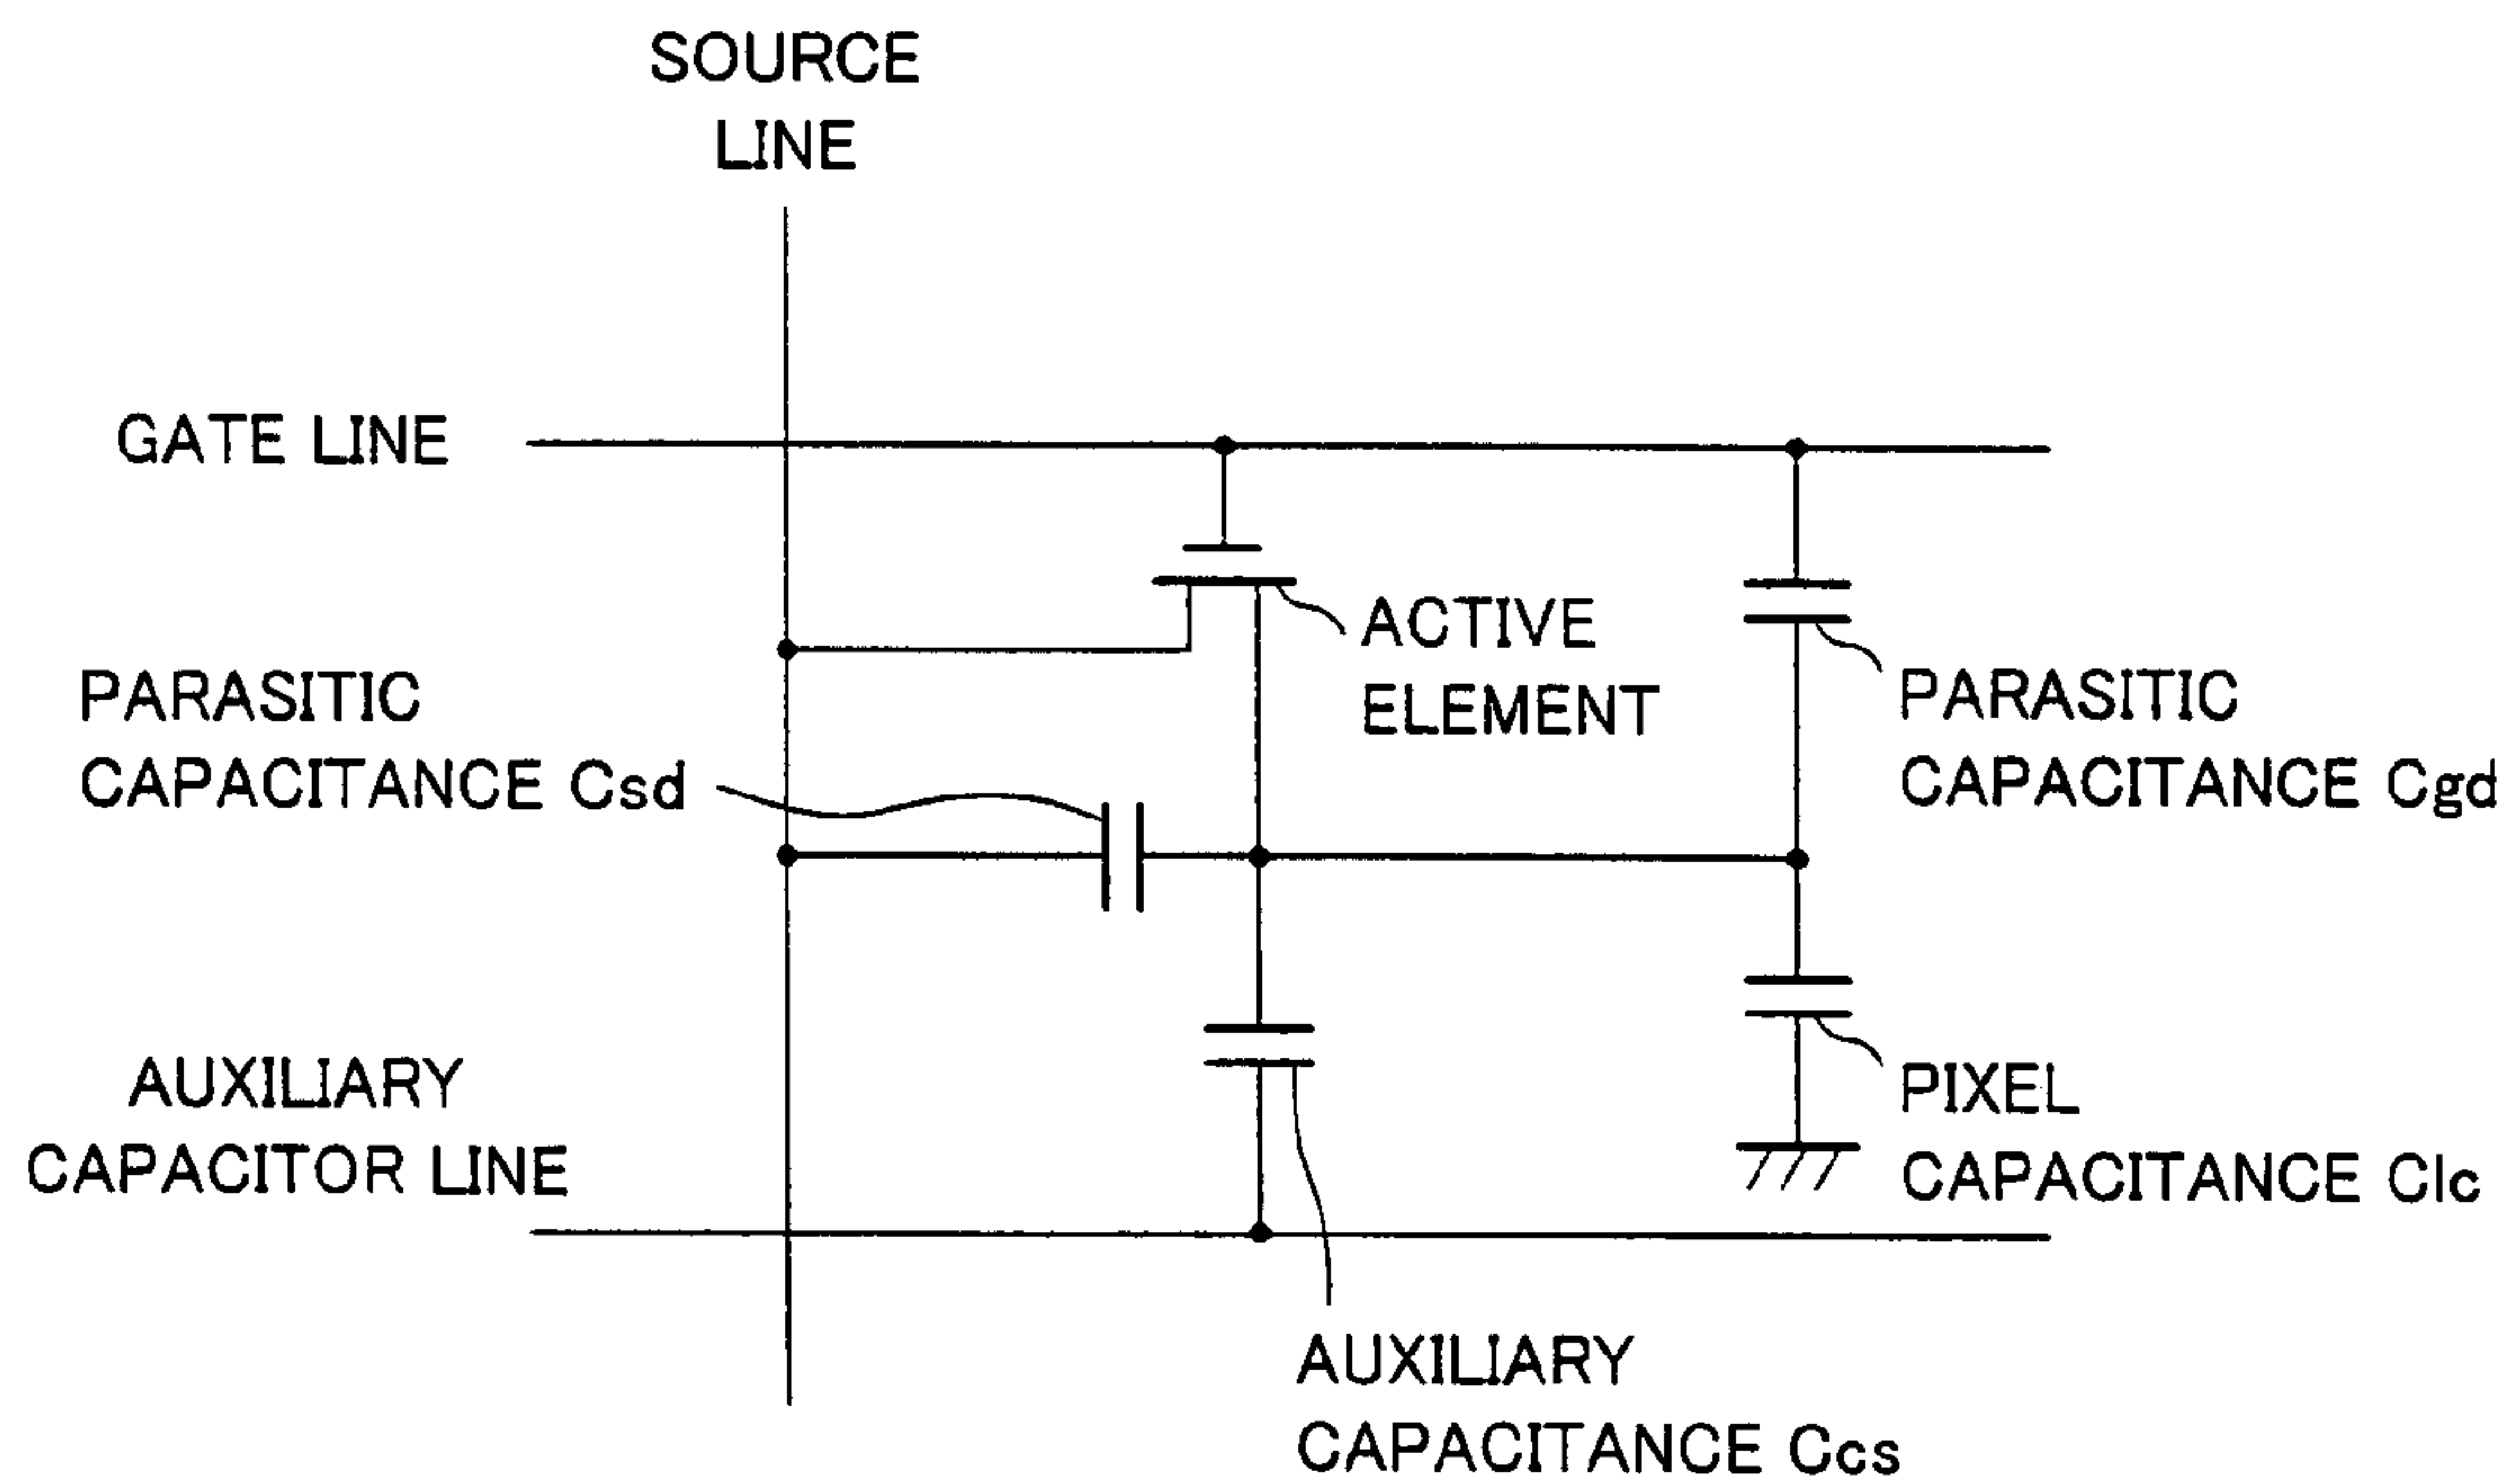 SOURCE
LINE
GATE LINE
ACTIVE
ELEMENT
PARASITIC
CAPACITANCE Csd
PARASITIC
CAPACITANCE Cgd
AUXILIARY
CAPACITOR LINE
PIXEL
CAPACITANCE Clc
AUXILIARY
CAPACITANCE Ccs